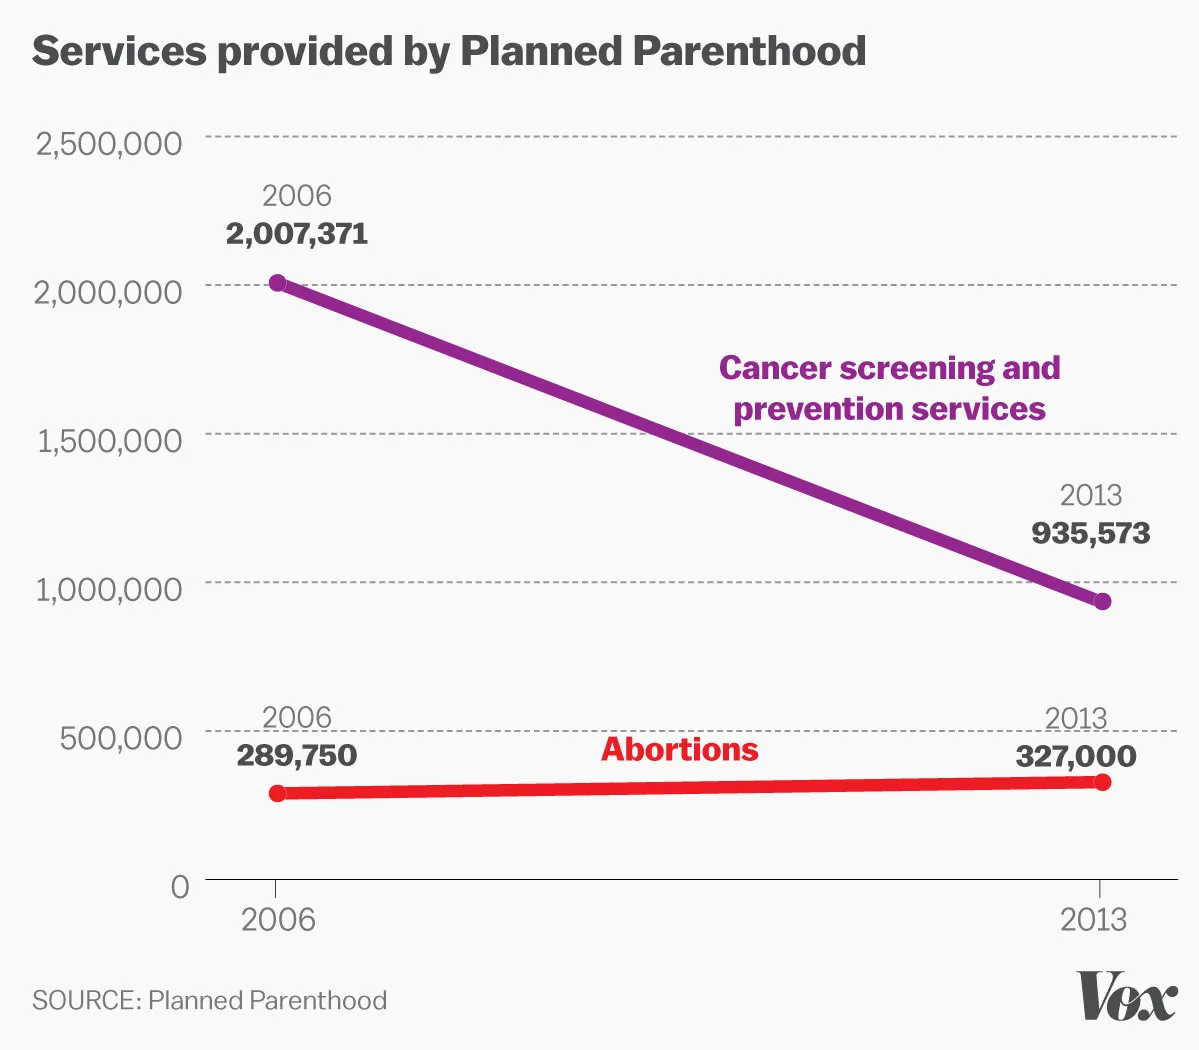 Services provided by Planned Parenthood
2,500,000
2006
2,007,371
2,000,000
Cancer screening and
prevention services
1,500,000
2013
935,573
1,000,000
2006
289,750
500,000
Abortions
2013
327,000
0
2006
2013
SOURCE: Planned Parenthood
Vox